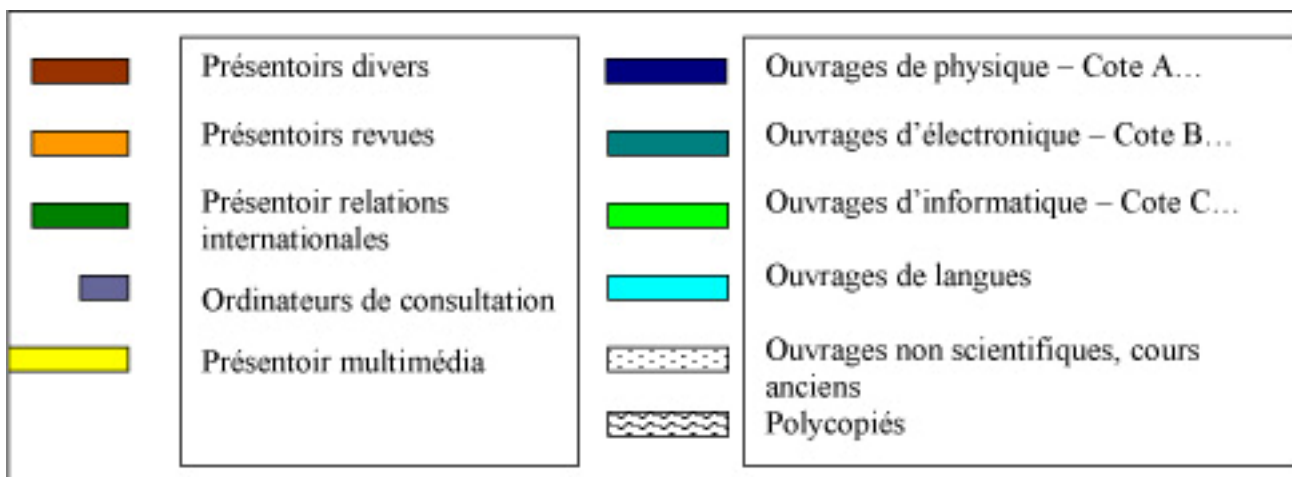 Présentoirs divers
Présentoirs revues
Présentoir relations
internationales
Ordinateurs de consultation
Présentoir multimédia
Ouvrages de physique – Cote A…
Ouvrages d'électronique – Cote B…
Ouvrages d'informatique – Cote C…
Ouvrages de langues
Ouvrages non scientifiques, cours
anciens
Polycopiés